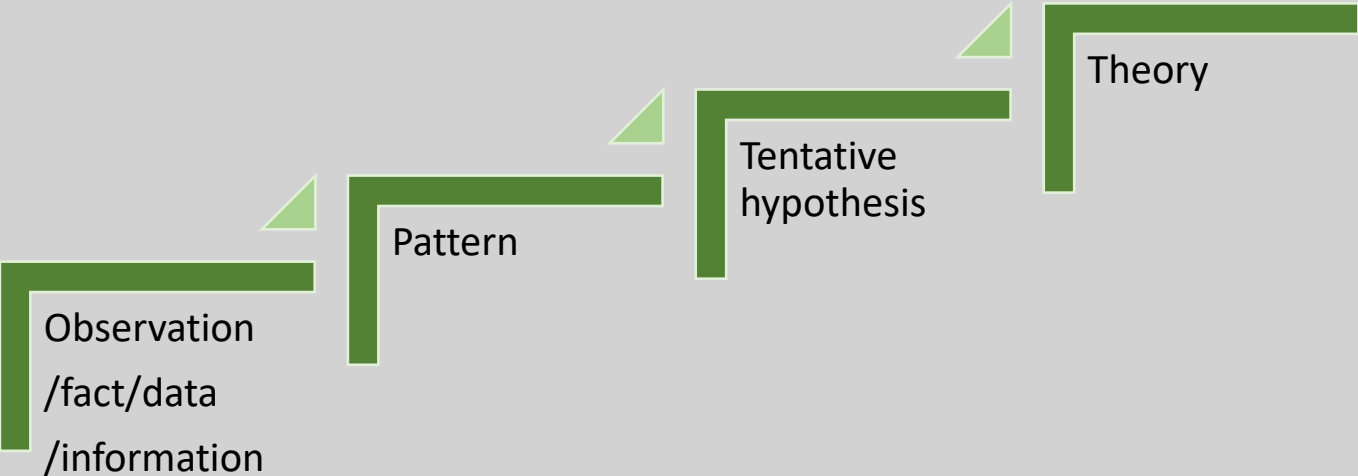 Observation
/fact/data
/information
Pattern
Tentative
hypothesis
Theory